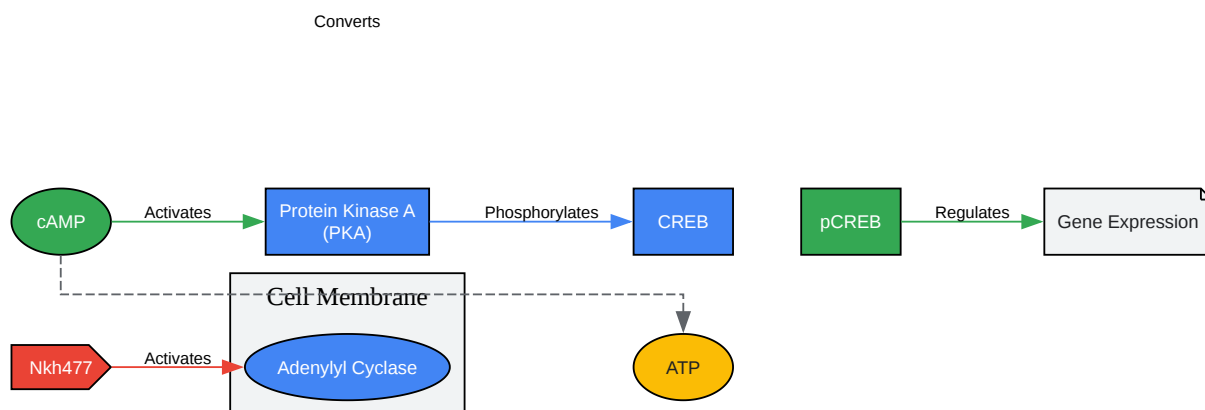 Converts
cAMP
Activates
Protein Kinase A
(PKA)
Phosphorylates
CREB
pCREB
Regulates
Gene Expression
Cell Membrane
Nkh477
Activates
Adenylyl Cyclase
ATP